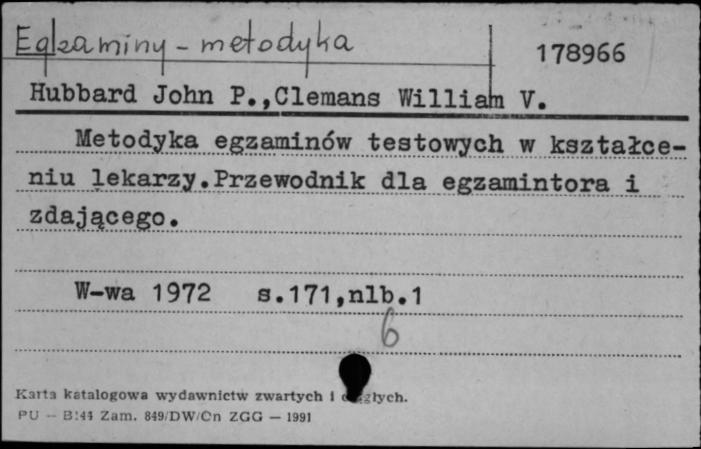 Egzaminy - metodyka
178966
Hubbard John P.,Clemans William V.
Metodyka egzaminów testowych w kształce-
niu lekarzy.Przewodnik dla egzamintora i
zdającego.
W-wa 1972 s.171,nlb.1
6
Karta katalogowa wydawnictw zwartych i ciągłych.
PU — B/44 Zam. 849/DW/Cn ZGG — 1991